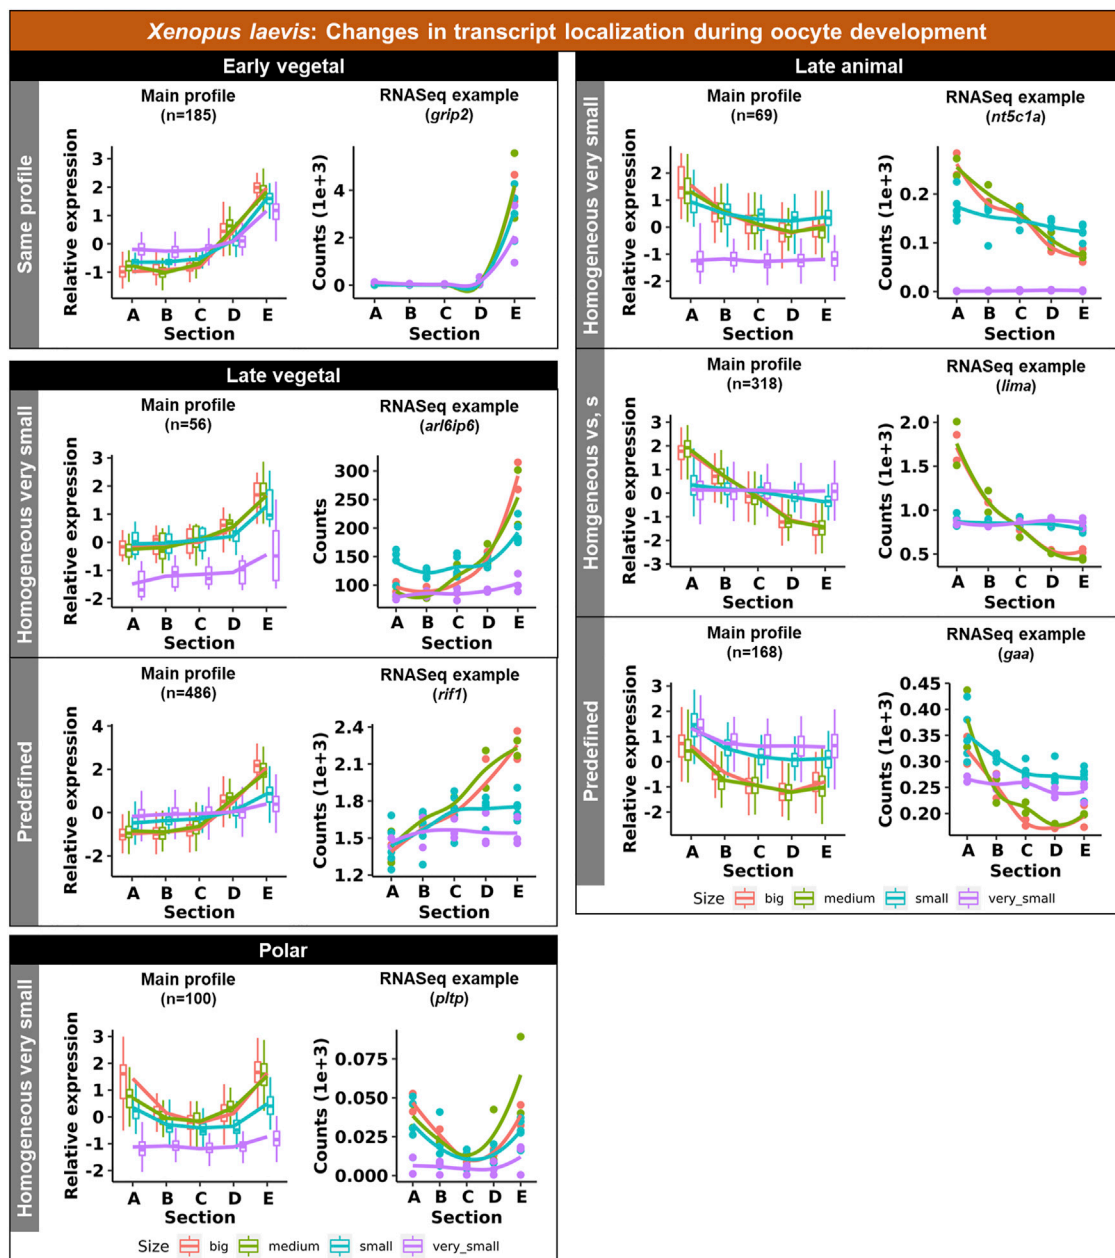 Xenopus laevis: Changes in transcript localization during oocyte development
Early vegetal
Same profile
Main profile
(n=185)
Relative expression
3
2
1
0
-1
A B C D E
Section
RNASeq example
(grip2)
Counts (1e+3)
4
2
0
A B C D E
Section
Late vegetal
Homogeneous very small
Main profile
(n=56)
Relative expression
3
2
1
0
-1
-2
A B C D E
Section
RNASeq example
(arl6ip6)
Counts
300
250
200
150
100
A B C D E
Section
Predefined
Main profile
(n=486)
Relative expression
4
2
0
-2
A B C D E
Section
RNASeq example
(rif1)
Counts (1e+3)
2.4
2.1
1.8
1.5
1.2
A B C D E
Section
Polar
Homogeneous very small
Main profile
(n=100)
Relative expression
3
2
1
0
-1
-2
A B C D E
Section
RNASeq example
(pltp)
Counts (1e+3)
0.075
0.050
0.025
0.000
A B C D E
Section
Size big medium small very_small
Late animal
Homogeneous very small
Main profile
(n=69)
Relative expression
3
2
1
0
-1
-2
A B C D E
Section
RNASeq example
(nt5c1a)
Counts (1e+3)
0.2
0.1
0.0
A B C D E
Section
Homogeneous vs, s
Main profile
(n=318)
Relative expression
3
2
1
0
-1
-2
-3
A B C D E
Section
RNASeq example
(lima)
Counts (1e+3)
2.0
1.5
1.0
0.5
A B C D E
Section
Predefined
Main profile
(n=168)
Relative expression
3
2
1
0
-1
-2
A B C D E
Section
RNASeq example
(gaa)
Counts (1e+3)
0.45
0.40
0.35
0.30
0.25
0.20
A B C D E
Section
Size big medium small very_small